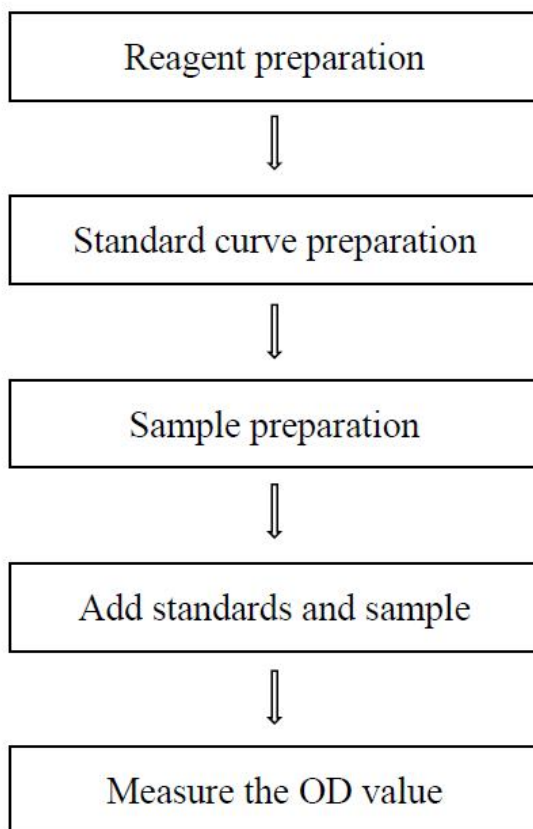 Reagent preparation
Standard curve preparation
Sample preparation
Add standards and sample
Measure the OD value